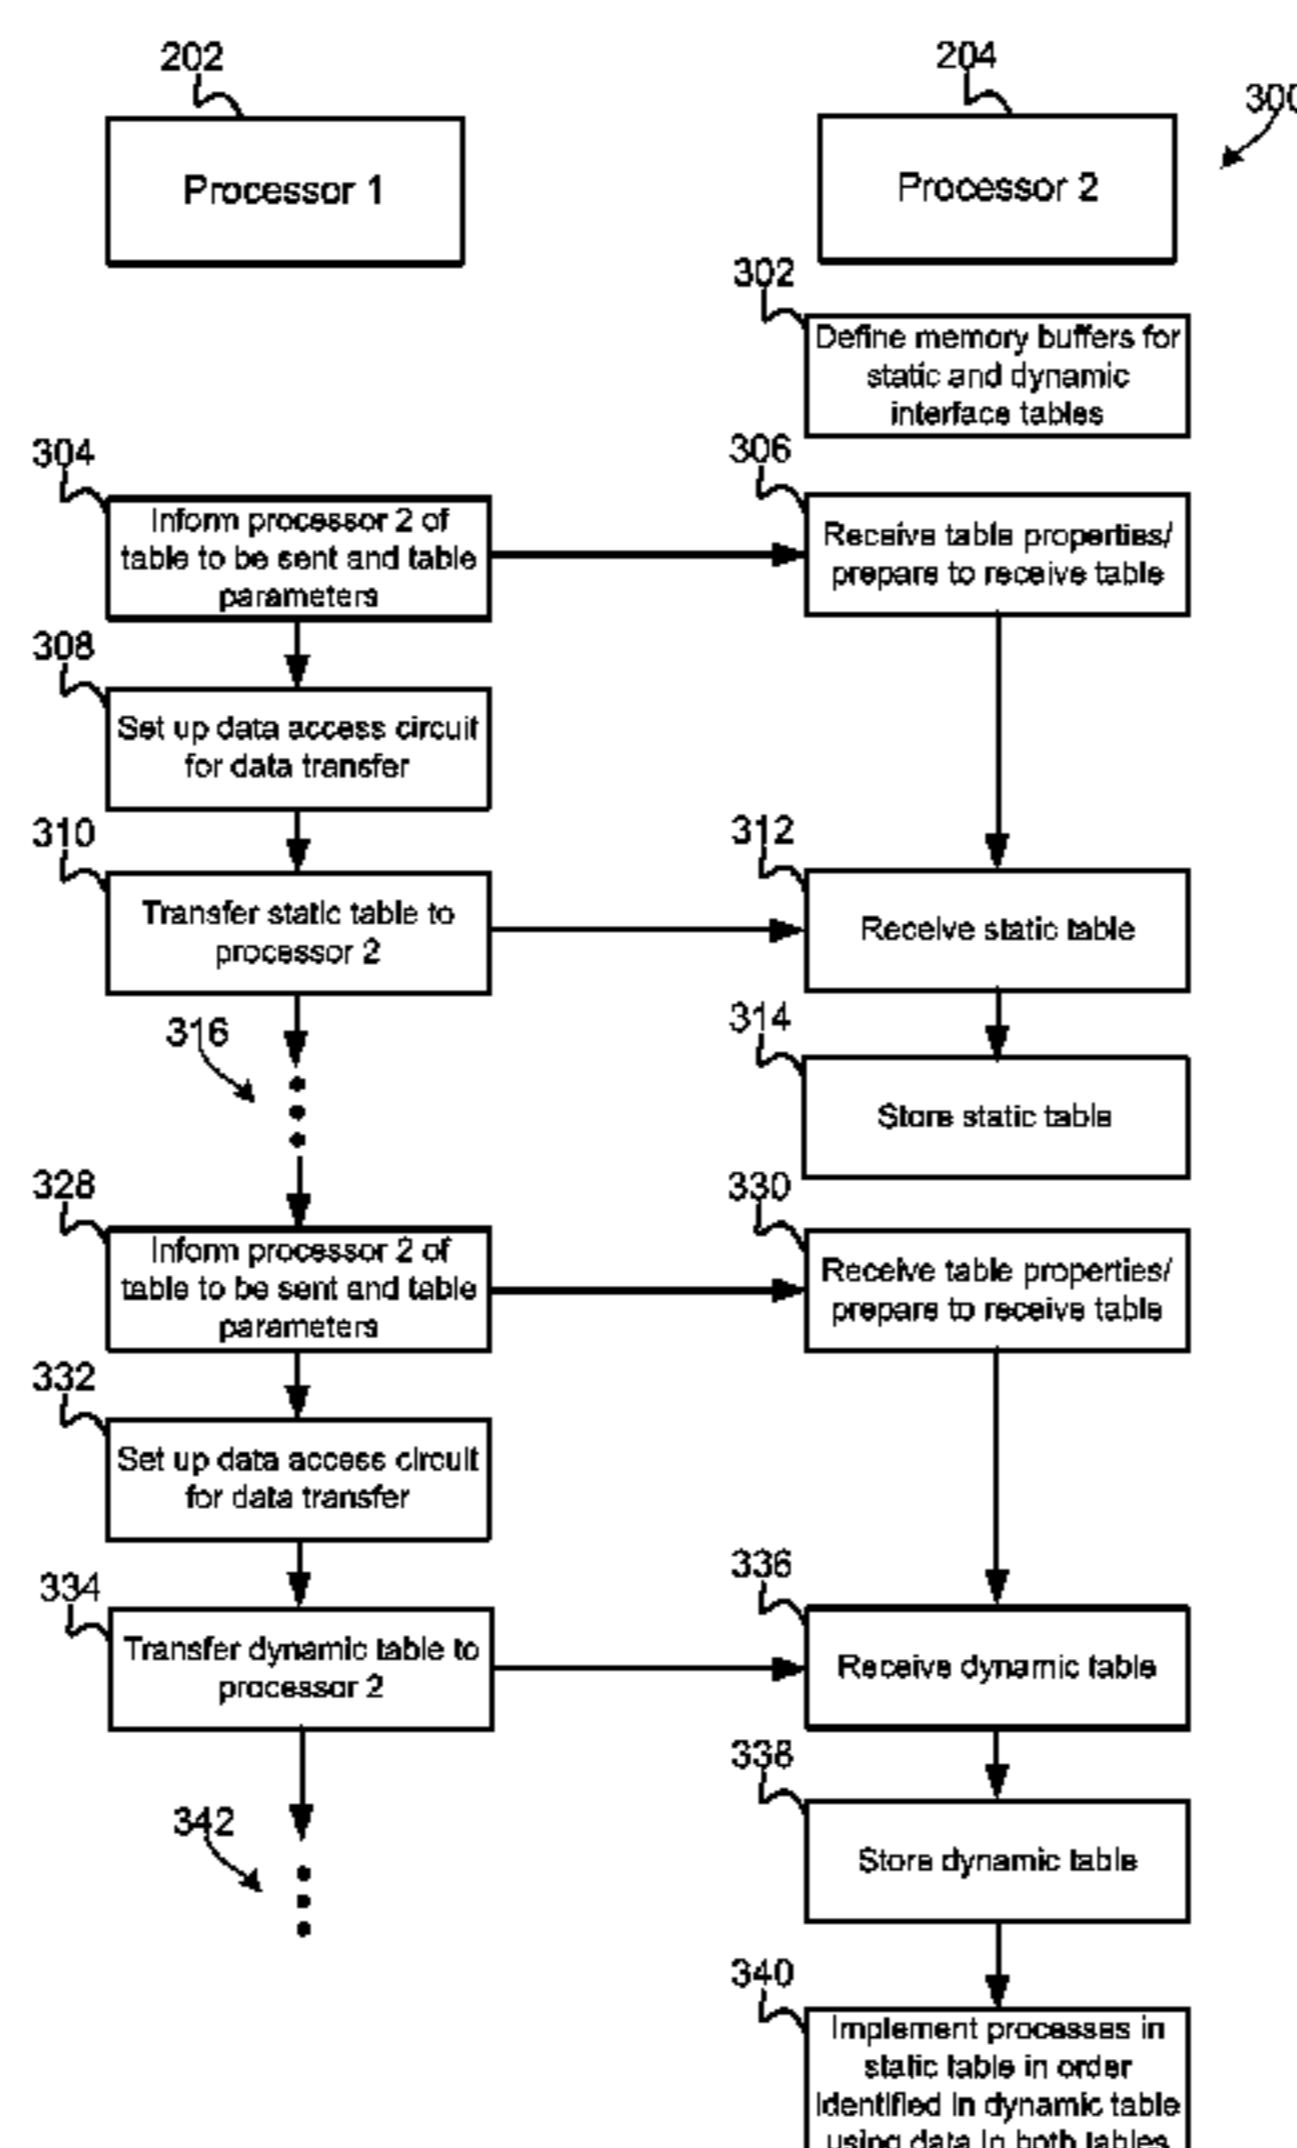 202
204
300
Processor 1
Processor 2
302
Define memory buffers for
static and dynamic
interface tables
304
306
Inform processor 2 of
table to be sent and table
parameters
Receive table properties/
prepare to receive table
308
Set up data access circuit
for data transfer
310
312
Transfer static table to
processor 2
Receive static table
316
314
Store static table
328
330
Inform processor 2 of
table to be sent and table
parameters
Receive table properties/
prepare to receive table
332
Set up data access circuit
for data transfer
334
336
Transfer dynamic table to
processor 2
Receive dynamic table
338
342
Store dynamic table
340
Implement processes in
static table in order
identified in dynamic table
using data in both tables